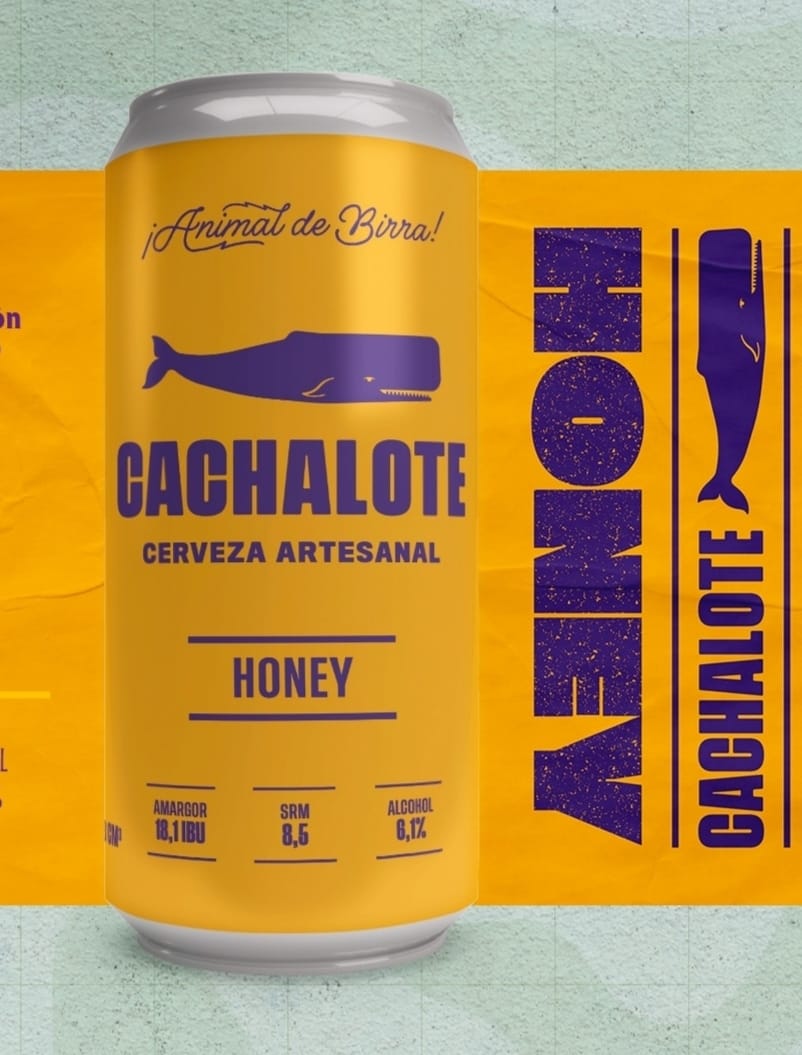 ¡Animal de Birra!
CACHALOTE
CERVEZA ARTESANAL
HONEY
AMARGOR
18,1 IBU
SRM
8,5
ALCOHOL
6,1%
CM³
HONEY
CACHALOTE